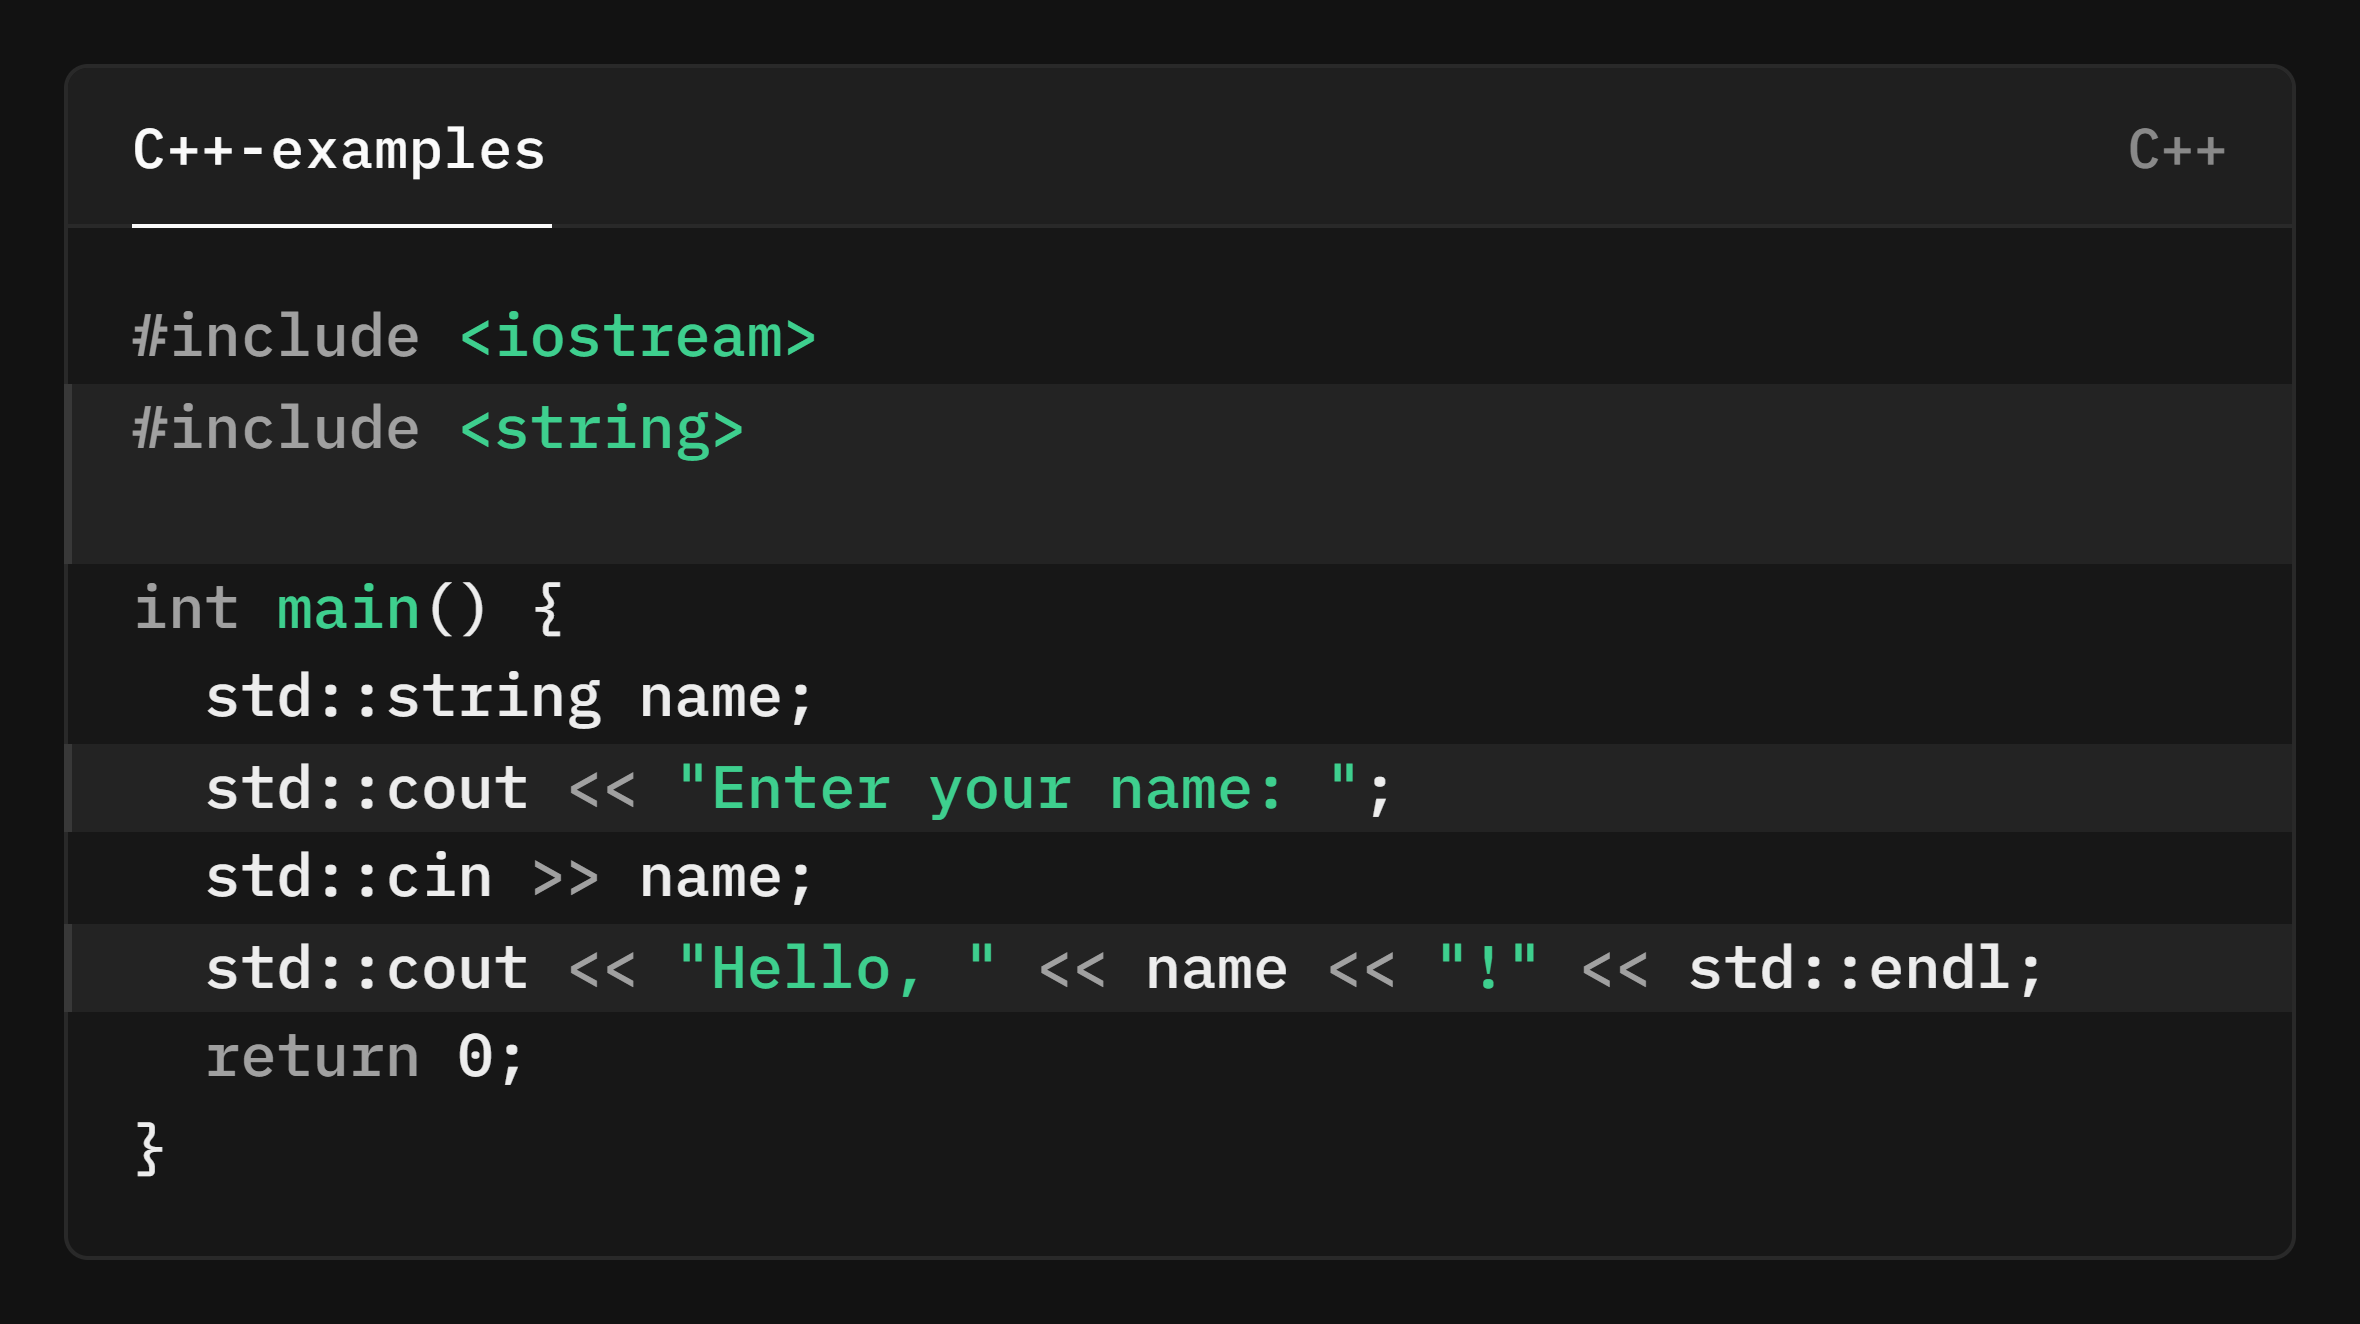 C++-examples
C++
#include <iostream>
#include <string>
int main() {
  std::string name;
  std::cout << "Enter your name: ";
  std::cin >> name;
  std::cout << "Hello, " << name << "!" << std::endl;
  return 0;
}